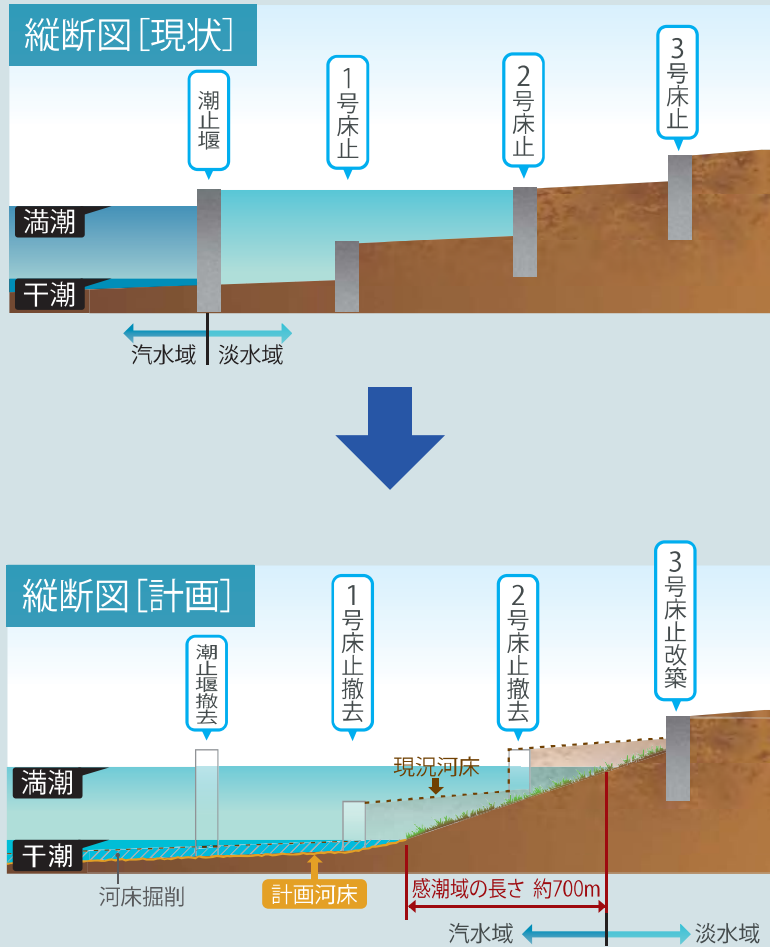 縦断図[現状]
潮止堰
1号床止
2号床止
3号床止
満潮
干潮
汽水域
淡水域
縦断図[計画]
潮止堰撤去
1号床止撤去
2号床止撤去
3号床止改築
現況河床
満潮
干潮
河床掘削
計画河床
感潮域の長さ 約700m
汽水域
淡水域